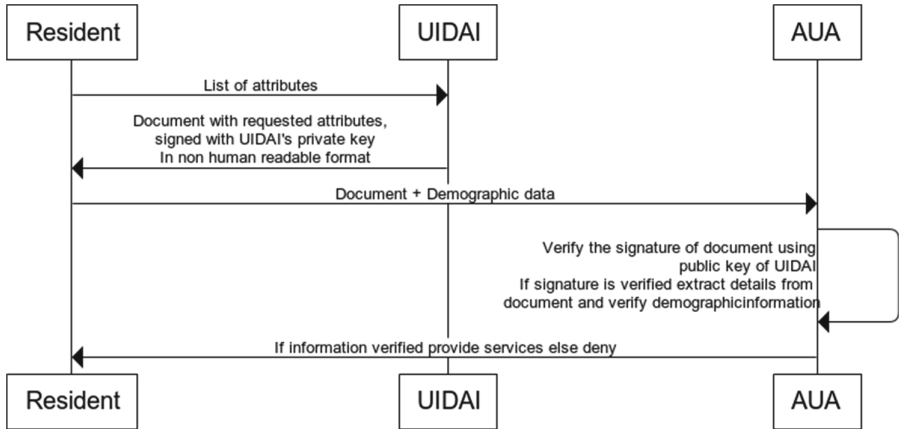 Resident
UIDAI
AUA
List of attributes
Document with requested attributes,
signed with UIDAI's private key
In non human readable format
Document + Demographic data
Verify the signature of document using
public key of UIDAI
If signature is verified extract details from
document and verify demographicinformation
If information verified provide services else deny
Resident
UIDAI
AUA